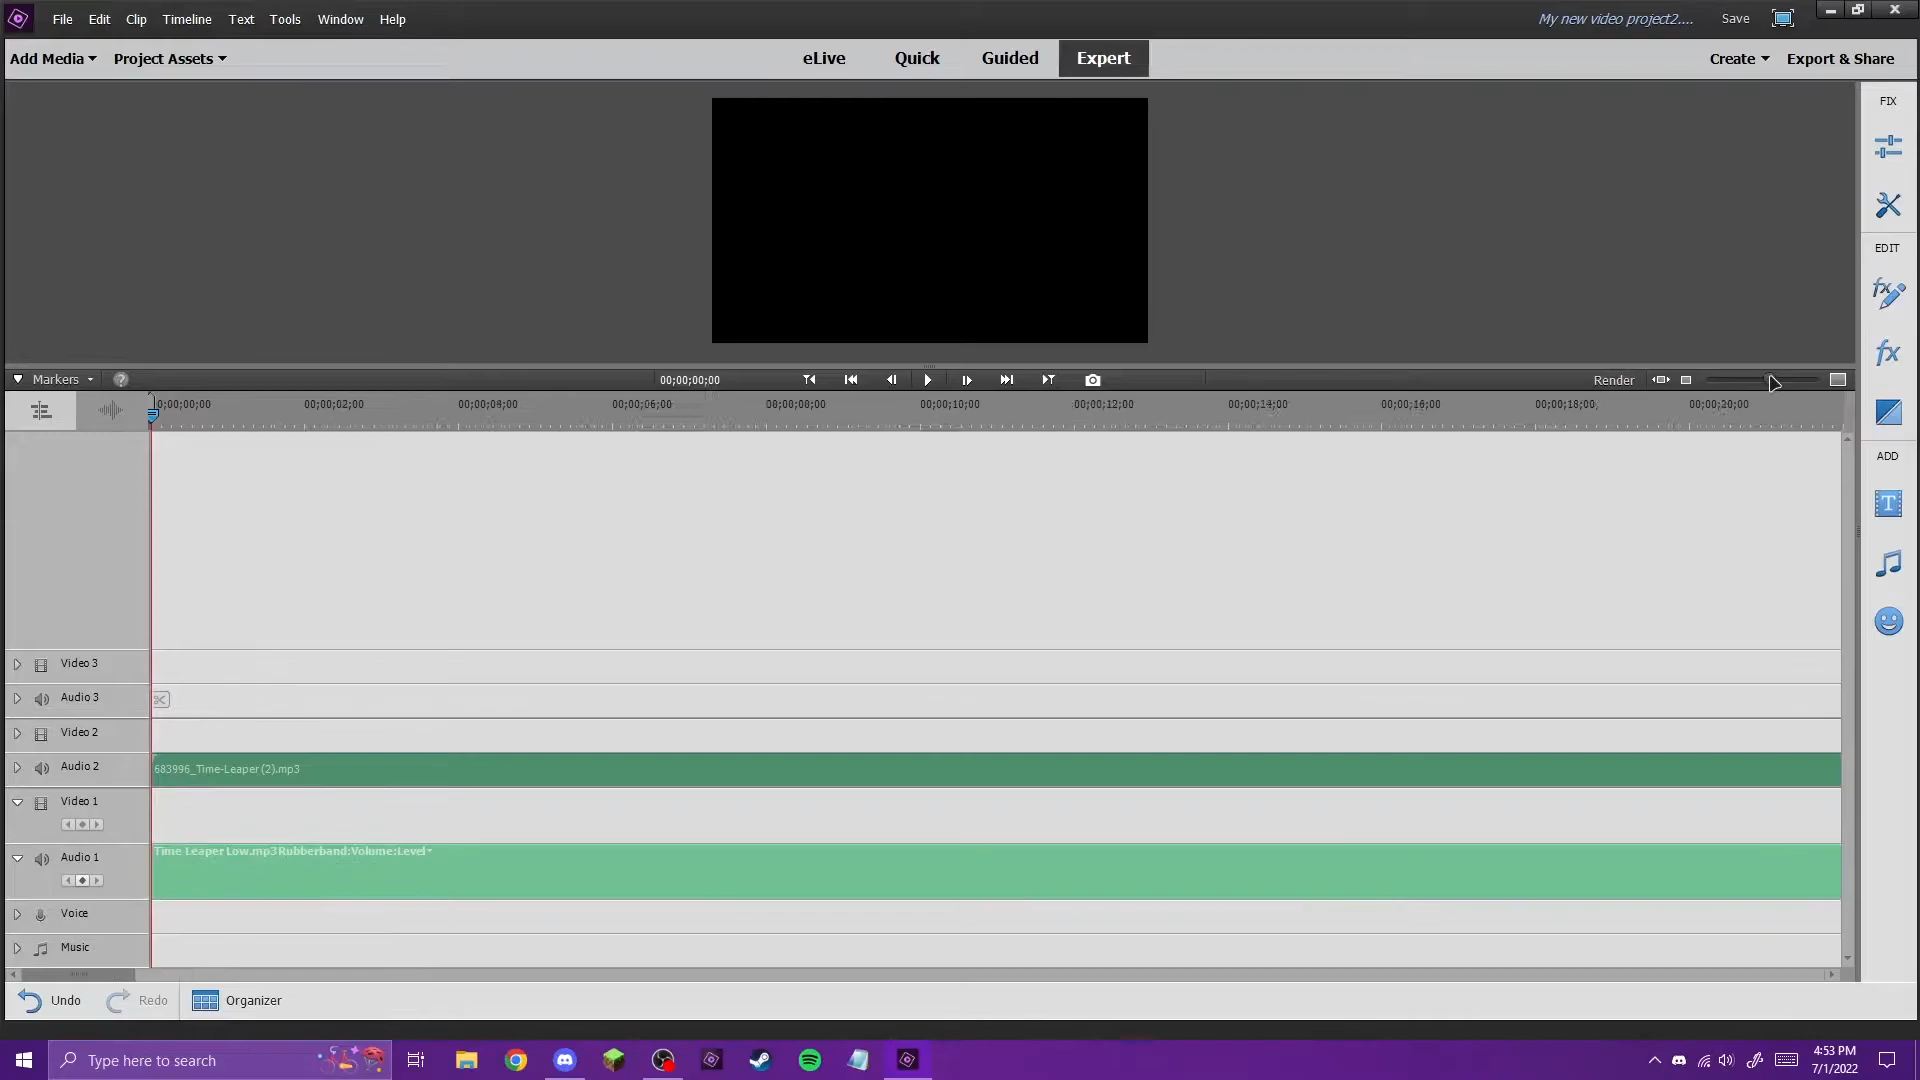 File Edit Clip Timeline Text Tools Window Help
My new video project2.... Save
Add Media Project Assets
eLive Quick Guided Expert
Create Export & Share
FIX
EDIT
fx
fx
ADD
T
Markers ?
00;00;00;00
Render
0;00;00;00 00;00;02;00 00;00;04;00 00;00;06;00 00;00;08;00 00;00;10;00 00;00;12;00 00;00;14;00 00;00;16;00 00;00;18;00 00;00;20;00
Video 3
Audio 3
Video 2
Audio 2
683996_Time-Leaper (2).mp3
Video 1
Audio 1
Time Leaper Low.mp3Rubberband:Volume:Level
Voice
Music
Undo Redo Organizer
Type here to search
4:53 PM
7/1/2022